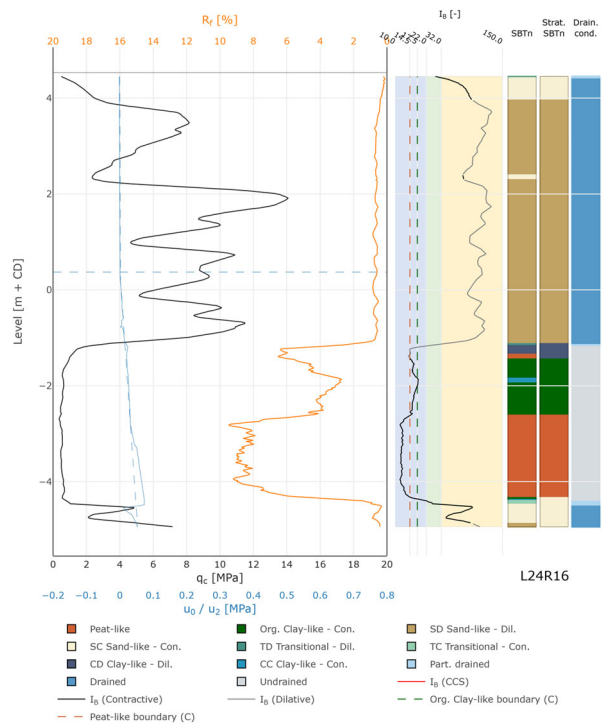 R_f [%]
20 18 16 14 12 10 8 6 4 2 0
I_B [-]
10.0 14.5 22.0 32.0 150.0
SBTn
Strat.
SBTn
Drain.
cond.
Level [m + CD]
4
2
0
−2
−4
0 2 4 6 8 10 12 14 16 18 20
q_c [MPa]
−0.2 −0.1 0 0.1 0.2 0.3 0.4 0.5 0.6 0.7 0.8
u_0 / u_2 [MPa]
L24R16
Peat-like Org. Clay-like - Con. SD Sand-like - Dil.
SC Sand-like - Con. TD Transitional - Dil. TC Transitional - Con.
CD Clay-like - Dil. CC Clay-like - Con. Part. drained
Drained Undrained I_B (CCS)
I_B (Contractive) I_B (Dilative) Org. Clay-like boundary (C)
Peat-like boundary (C)